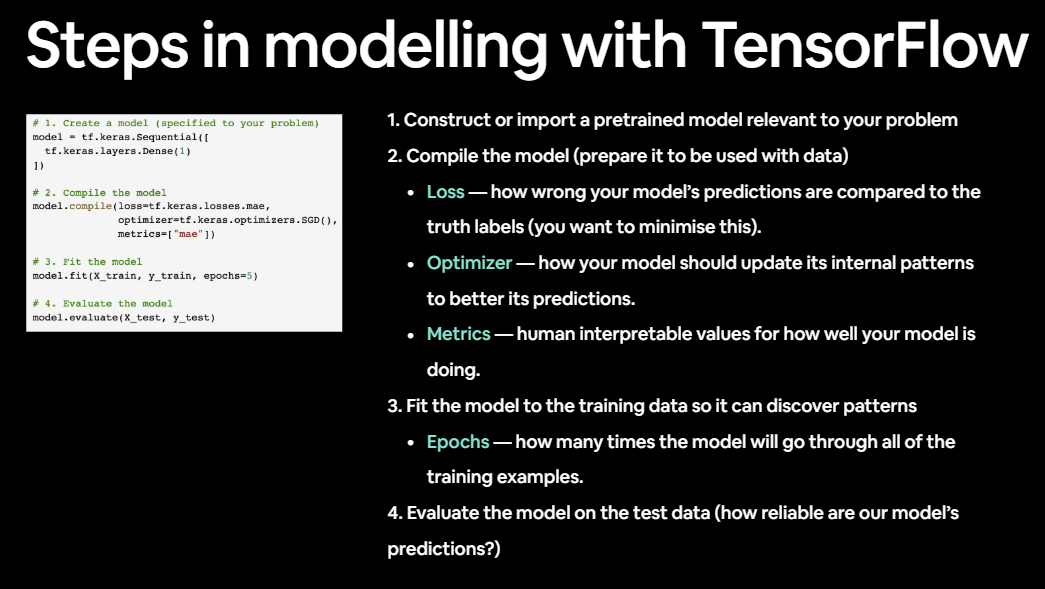 Steps in modelling with TensorFlow
# 1. Create a model (specified to your problem)
model = tf.keras.Sequential([
  tf.keras.layers.Dense(1)
])
# 2. Compile the model
model.compile(loss=tf.keras.losses.mae,
              optimizer=tf.keras.optimizers.SGD(),
              metrics=["mae"])
# 3. Fit the model
model.fit(X_train, y_train, epochs=5)
# 4. Evaluate the model
model.evaluate(X_test, y_test)
1. Construct or import a pretrained model relevant to your problem
2. Compile the model (prepare it to be used with data)
• Loss — how wrong your model’s predictions are compared to the
truth labels (you want to minimise this).
• Optimizer — how your model should update its internal patterns
to better its predictions.
• Metrics — human interpretable values for how well your model is
doing.
3. Fit the model to the training data so it can discover patterns
• Epochs — how many times the model will go through all of the
training examples.
4. Evaluate the model on the test data (how reliable are our model’s
predictions?)